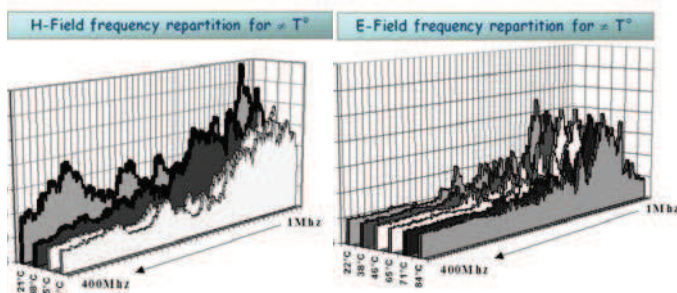 H-Field frequency repartition for ≠ T°
1Mhz
400Mhz
21°C
E-Field frequency repartition for ≠ T°
1Mhz
400Mhz
22°C
38°C
46°C
65°C
71°C
84°C